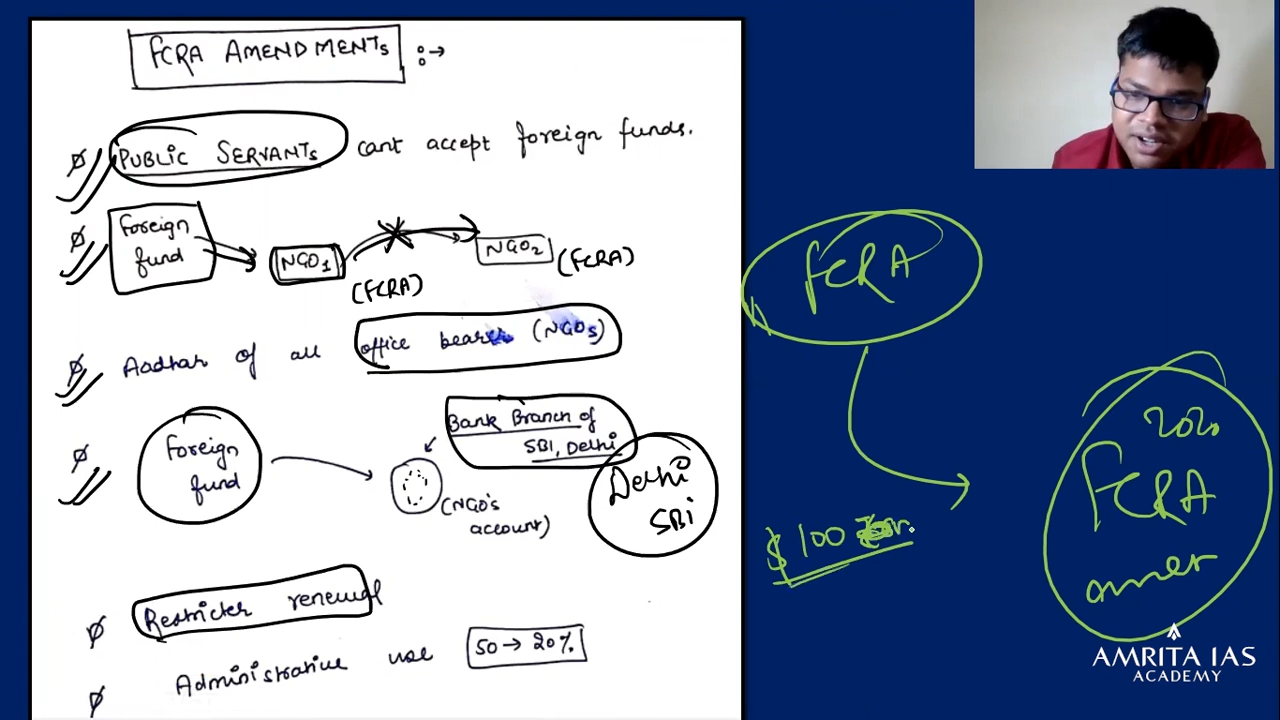 FCRA AMENDMENTs :→
PUBLIC SERVANTs cant accept foreign funds.
Foreign fund
NGO1 (FCRA)
NGO2 (FCRA)
Aadhar of all office bearers (NGOs)
Foreign fund
Bank Branch of
SBI, Delhi
(NGO's
account)
Delhi
SBi
Restricter renewal
Administrative use 50 → 20%.
FCRA
$ 100
2020
FCRA
AMRITA IAS
ACADEMY